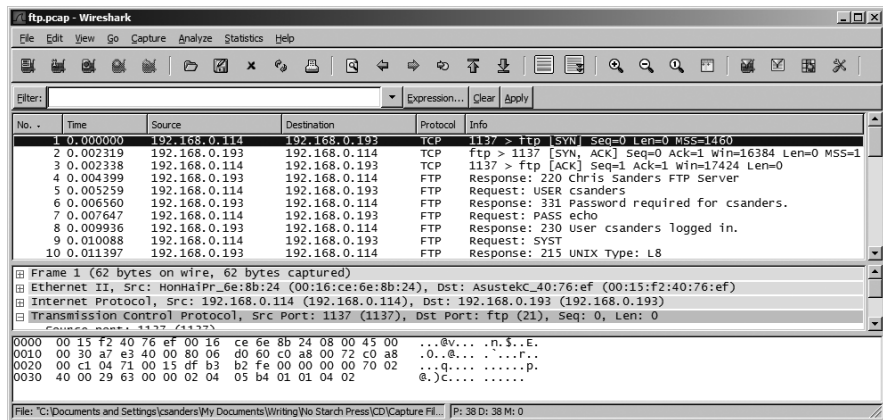 ftp.pcap - Wireshark
File Edit View Go Capture Analyze Statistics Help
Filter: Expression... Clear Apply
No. . Time Source Destination Protocol Info
1 0.000000 192.168.0.114 192.168.0.193 TCP 1137 > ftp [SYN] Seq=0 Len=0 MSS=1460
2 0.002319 192.168.0.193 192.168.0.114 TCP ftp > 1137 [SYN, ACK] Seq=0 Ack=1 Win=16384 Len=0 MSS=1
3 0.002338 192.168.0.114 192.168.0.193 TCP 1137 > ftp [ACK] Seq=1 Ack=1 Win=17424 Len=0
4 0.004399 192.168.0.193 192.168.0.114 FTP Response: 220 Chris Sanders FTP Server
5 0.005259 192.168.0.114 192.168.0.193 FTP Request: USER csanders
6 0.006560 192.168.0.193 192.168.0.114 FTP Response: 331 Password required for csanders.
7 0.007647 192.168.0.114 192.168.0.193 FTP Request: PASS echo
8 0.009936 192.168.0.193 192.168.0.114 FTP Response: 230 User csanders logged in.
9 0.010088 192.168.0.114 192.168.0.193 FTP Request: SYST
10 0.011397 192.168.0.193 192.168.0.114 FTP Response: 215 UNIX Type: L8
Frame 1 (62 bytes on wire, 62 bytes captured)
Ethernet II, Src: HonHaiPr_6e:8b:24 (00:16:ce:6e:8b:24), Dst: AsustekC_40:76:ef (00:15:f2:40:76:ef)
Internet Protocol, Src: 192.168.0.114 (192.168.0.114), Dst: 192.168.0.193 (192.168.0.193)
Transmission Control Protocol, Src Port: 1137 (1137), Dst Port: ftp (21), Seq: 0, Len: 0
Source port: 1137 (1137)
0000 00 15 f2 40 76 ef 00 16 ce 6e 8b 24 08 00 45 00 ...@v... .n.$..E.
0010 00 30 a7 e3 40 00 80 06 d0 60 c0 a8 00 72 c0 a8 .0..@... .`...r..
0020 00 c1 04 71 00 15 df b3 b2 fe 00 00 00 00 70 02 ...q.... ......p.
0030 40 00 29 63 00 00 02 04 05 b4 01 01 04 02 @.)c.... ......
File: "C:\Documents and Settings\csanders\My Documents\Writing\No Starch Press\CD\Capture Fil... P: 38 D: 38 M: 0